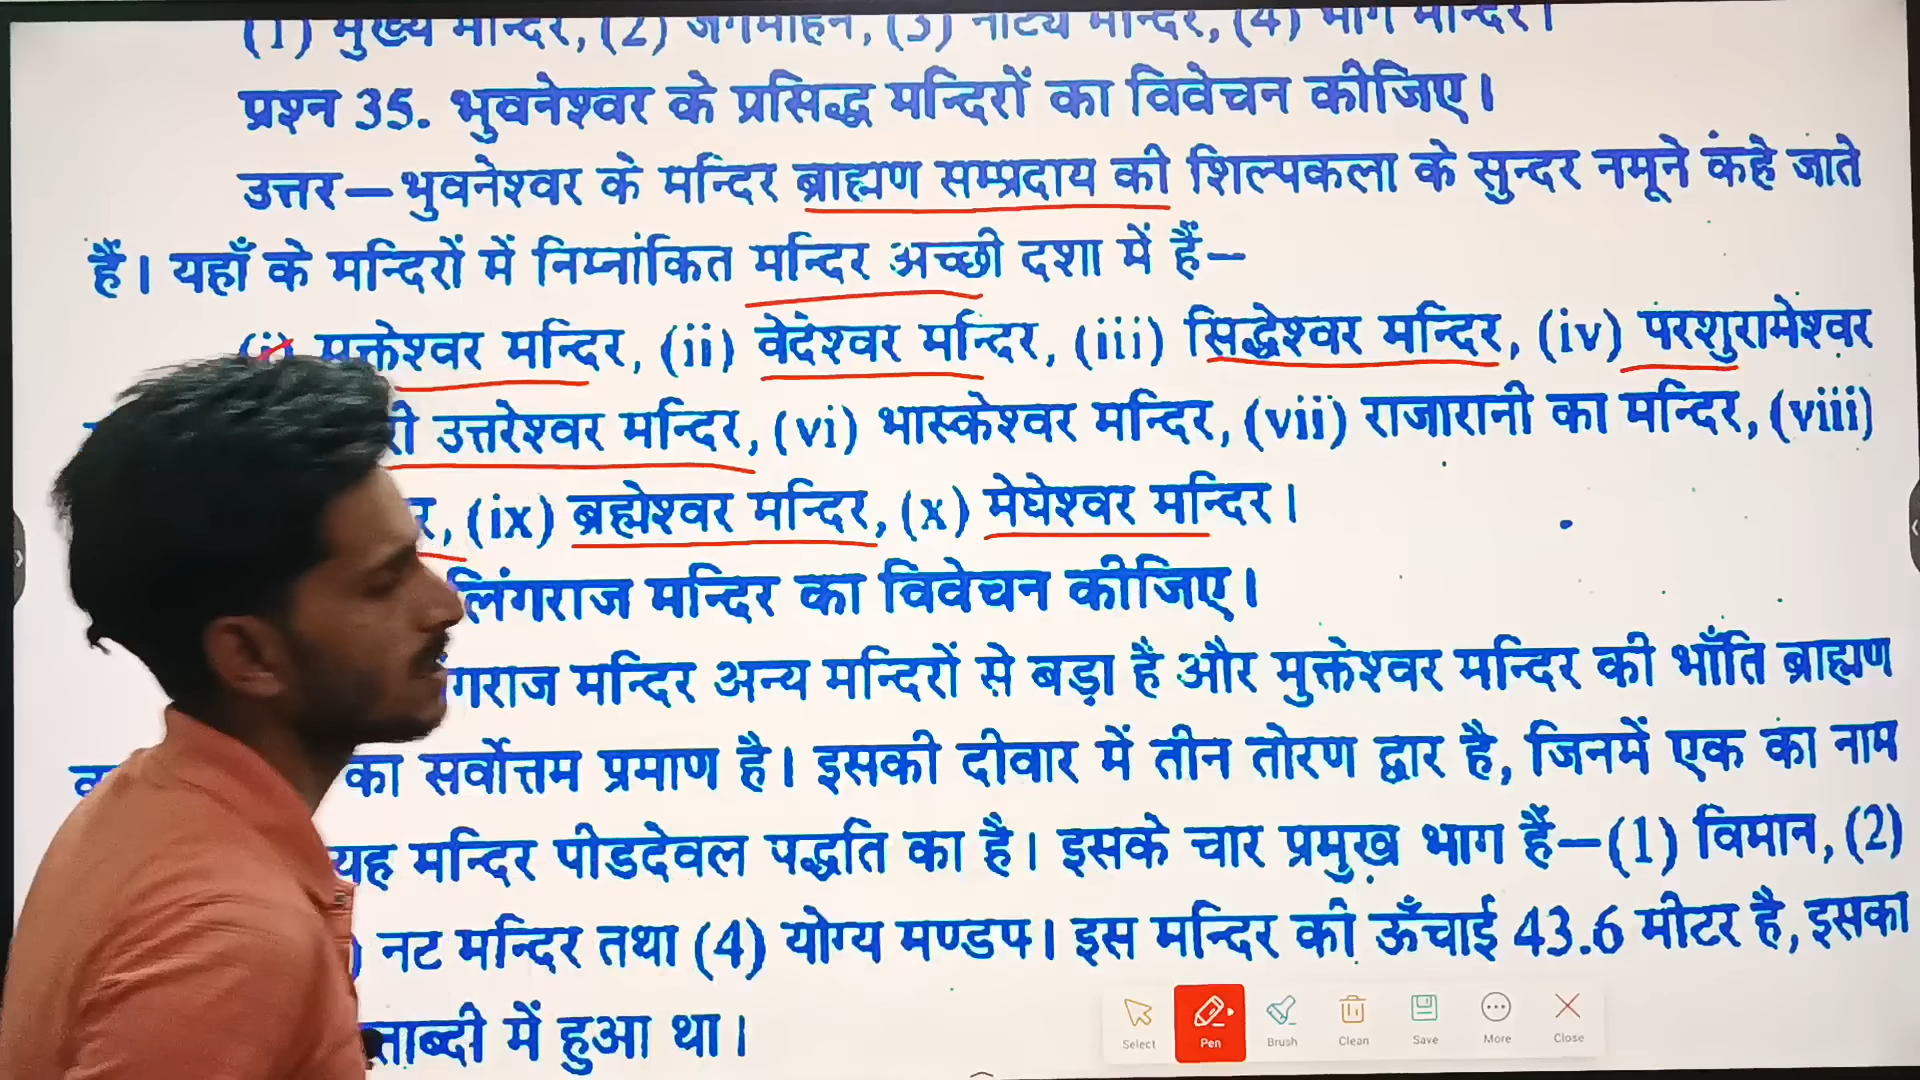 (1) मुख्य मन्दिर, (2) जगमोहन, (3) नाट्य मन्दिर, (4) भोग मन्दिर।
प्रश्न 35. भुवनेश्वर के प्रसिद्ध मन्दिरों का विवेचन कीजिए।
उत्तर—भुवनेश्वर के मन्दिर ब्राह्मण सम्प्रदाय की शिल्पकला के सुन्दर नमूने कहे जाते
हैं। यहाँ के मन्दिरों में निम्नांकित मन्दिर अच्छी दशा में हैं—
(i) मुक्तेश्वर मन्दिर, (ii) वेदेश्वर मन्दिर, (iii) सिद्धेश्वर मन्दिर, (iv) परशुरामेश्वर
री उत्तरेश्वर मन्दिर, (vi) भास्केश्वर मन्दिर, (vii) राजारानी का मन्दिर, (viii)
र, (ix) ब्रह्मेश्वर मन्दिर, (x) मेघेश्वर मन्दिर।
लिंगराज मन्दिर का विवेचन कीजिए।
गराज मन्दिर अन्य मन्दिरों से बड़ा है और मुक्तेश्वर मन्दिर की भाँति ब्राह्मण
का सर्वोत्तम प्रमाण है। इसकी दीवार में तीन तोरण द्वार है, जिनमें एक का नाम
यह मन्दिर पीडदेवल पद्धति का है। इसके चार प्रमुख भाग हैं—(1) विमान, (2)
) नट मन्दिर तथा (4) योग्य मण्डप। इस मन्दिर की ऊँचाई 43.6 मीटर है, इसका
ताब्दी में हुआ था।
Select Pen Brush Clean Save More Close